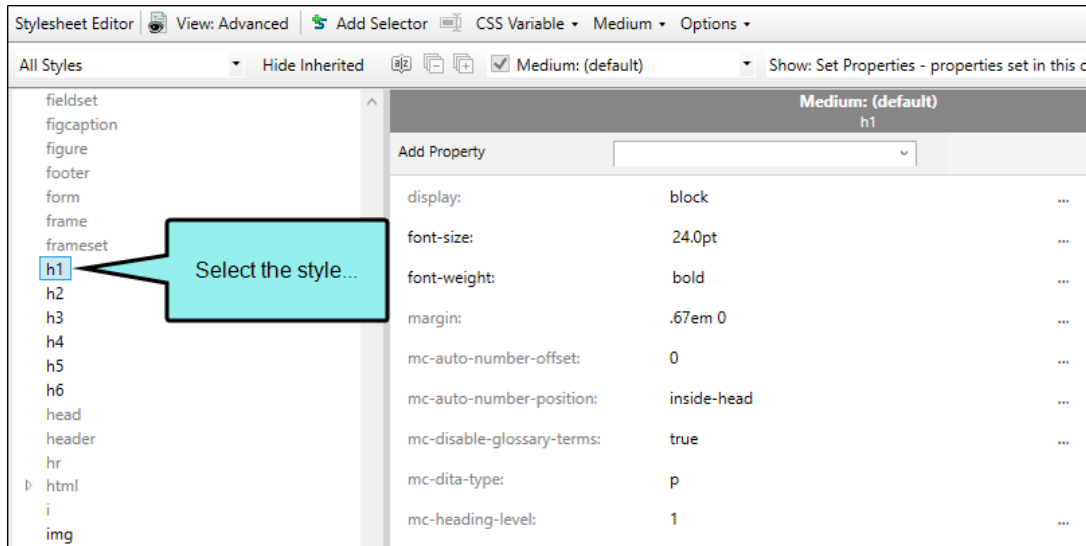 Stylesheet Editor View: Advanced Add Selector CSS Variable Medium Options
All Styles Hide Inherited a z Medium: (default) Show: Set Properties - properties set in this
Medium: (default)
h1
Add Property
fieldset
figcaption
figure
footer
form
frame
frameset
h1
h2
h3
h4
h5
h6
head
header
hr
html
i
img
Select the style...
display: block ...
font-size: 24.0pt ...
font-weight: bold ...
margin: .67em 0 ...
mc-auto-number-offset: 0 ...
mc-auto-number-position: inside-head ...
mc-disable-glossary-terms: true ...
mc-dita-type: p
mc-heading-level: 1 ...